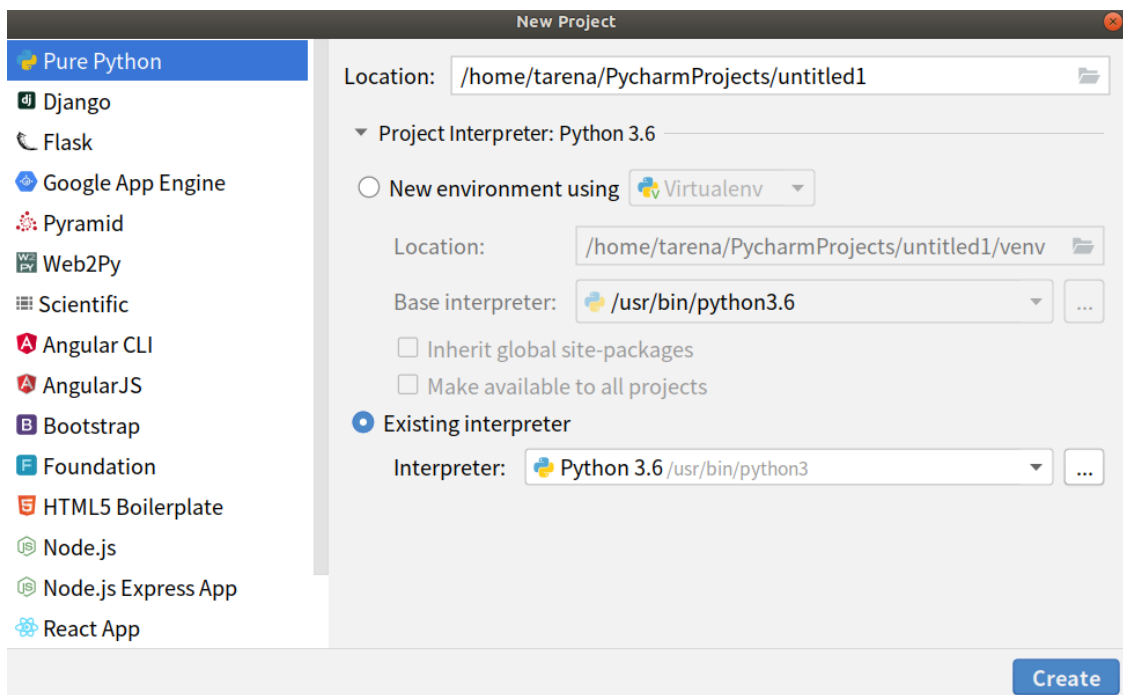 New Project
Pure Python
Django
Flask
Google App Engine
Pyramid
Web2Py
Scientific
Angular CLI
AngularJS
Bootstrap
Foundation
HTML5 Boilerplate
Node.js
Node.js Express App
React App
Location: /home/tarena/PycharmProjects/untitled1
Project Interpreter: Python 3.6
New environment using Virtualenv
Location: /home/tarena/PycharmProjects/untitled1/venv
Base interpreter: /usr/bin/python3.6 ...
Inherit global site-packages
Make available to all projects
Existing interpreter
Interpreter: Python 3.6 /usr/bin/python3 ...
Create